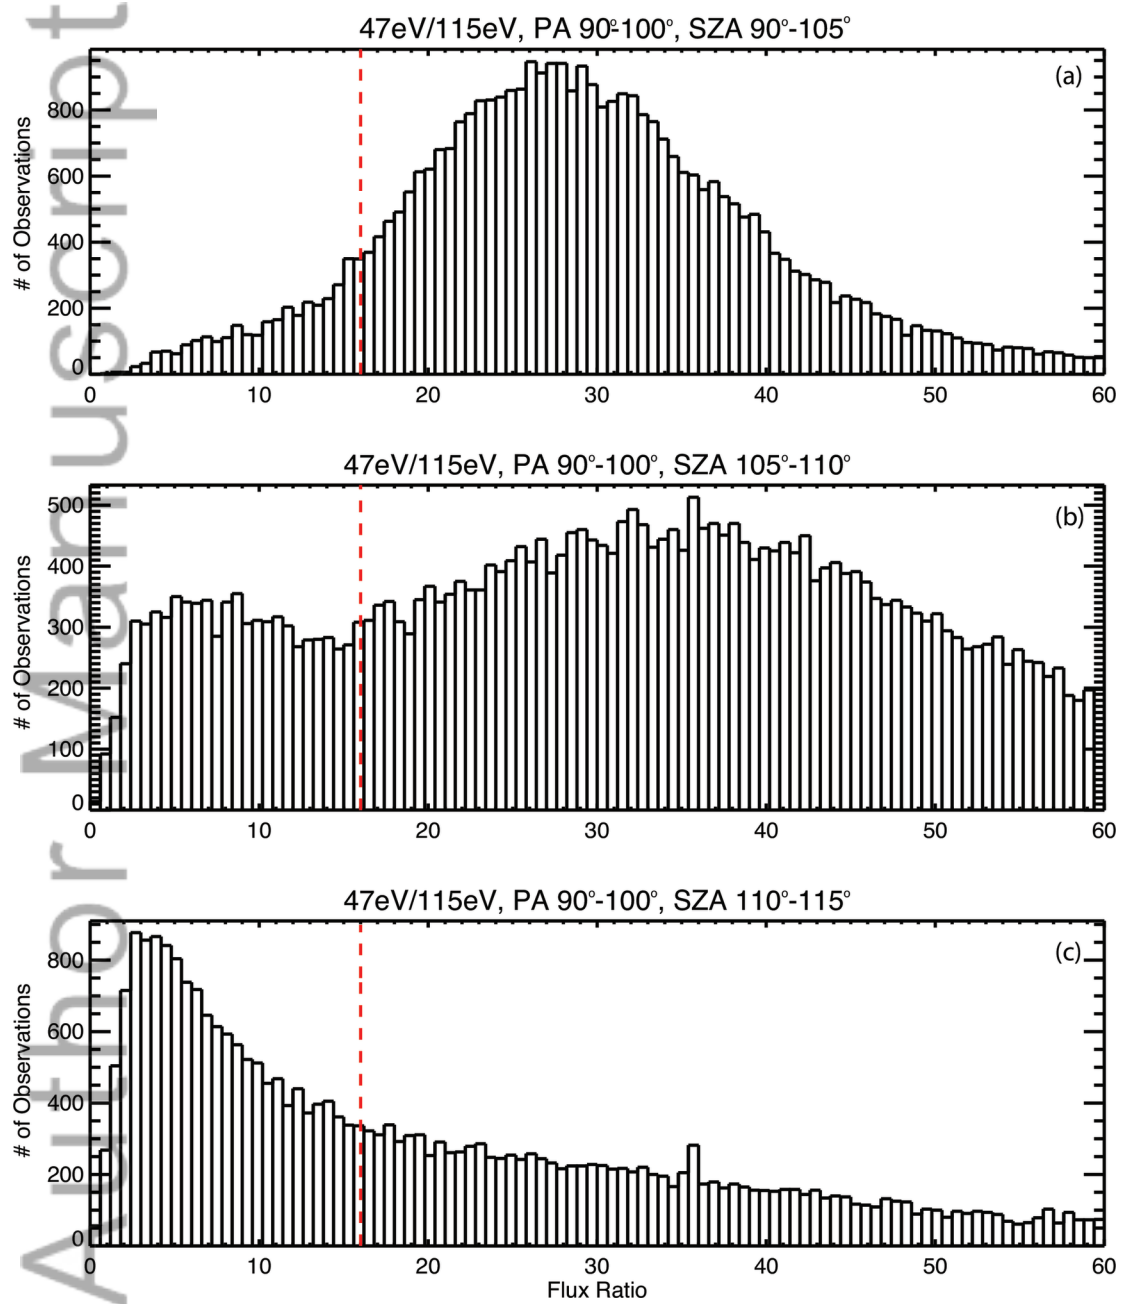 47eV/115eV, PA 90°-100°, SZA 90°-105°
(a)
# of Observations
800
600
400
200
0
0 10 20 30 40 50 60
47eV/115eV, PA 90°-100°, SZA 105°-110°
(b)
# of Observations
500
400
300
200
100
0
0 10 20 30 40 50 60
47eV/115eV, PA 90°-100°, SZA 110°-115°
(c)
# of Observations
800
600
400
200
0
0 10 20 30 40 50 60
Flux Ratio
Author Manuscript